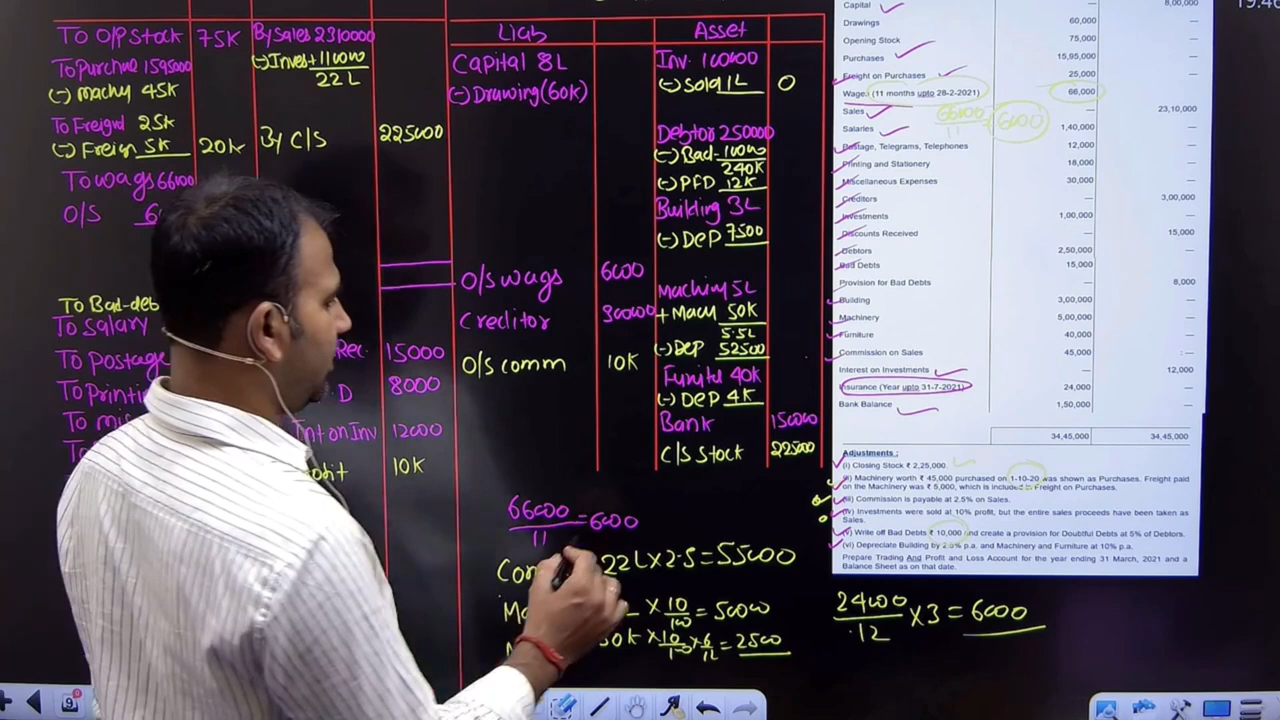 To O/p stock 75K
To Purchase 1595000
(-) Machy 45K
To Freigrd 25K
(-) Freign 5K 20K
To wags 66000
O/S 6
To Bad-deb
To Salary
To Postage
To Printi
To mi
To
By Sales 2310000
(-) Inves+ 110000
22 L
By C/S 225000
Rec. 15000
D 8000
Int on Inv 12000
10K
Liab
Capital 8L
(-) Drawing (60K)
O/S wags 6000
Creditor 300000
O/S comm 10K
Asset
Inv. 100000
(-) Sold 1L 0
Debtor 250000
(-) Bad- 10000
240K
(-) PFD 12K
Building 3L
(-) DeP 7500
Machiny 5L
+ Mach 50K
5.5L
(-) DeP 52500
Funite 40K
(-) DeP 4K
Bank 150000
C/S Stock 225000
66000/11 = 6000
22L X 2.5 = 55000
X 10/100 = 50000
50K X 10/100 X 6/12 = 2500
Capital 8,00,000
Drawings 60,000
Opening Stock 75,000 —
Purchases 15,95,000 —
Freight on Purchases 25,000 —
Wages (11 months upto 28-2-2021) 66,000 —
Sales — 23,10,000
66000/11 = 6000
Salaries 1,40,000 —
Postage, Telegrams, Telephones 12,000 —
Printing and Stationery 18,000 —
Miscellaneous Expenses 30,000 —
Creditors — 3,00,000
Investments 1,00,000 —
Discounts Received — 15,000
Debtors 2,50,000 —
Bad Debts 15,000 —
Provision for Bad Debts — 8,000
Building 3,00,000 —
Machinery 5,00,000 —
Furniture 40,000 —
Commission on Sales 45,000 —
Interest on Investments — 12,000
Insurance (Year upto 31-7-2021) 24,000 —
Bank Balance 1,50,000 —
34,45,000 34,45,000
Adjustments :
(i) Closing Stock ₹ 2,25,000.
(ii) Machinery worth ₹ 45,000 purchased on 1-10-20 was shown as Purchases. Freight paid
on the Machinery was ₹ 5,000, which is included in Freight on Purchases.
(iii) Commission is payable at 2.5% on Sales.
(iv) Investments were sold at 10% profit, but the entire sales proceeds have been taken as
Sales.
(v) Write off Bad Debts ₹ 10,000 and create a provision for Doubtful Debts at 5% of Debtors.
(vi) Depreciate Building by 2.5% p.a. and Machinery and Furniture at 10% p.a.
Prepare Trading And Profit and Loss Account for the year ending 31 March, 2021 and a
Balance Sheet as on that date.
24000/12 X 3 = 6000